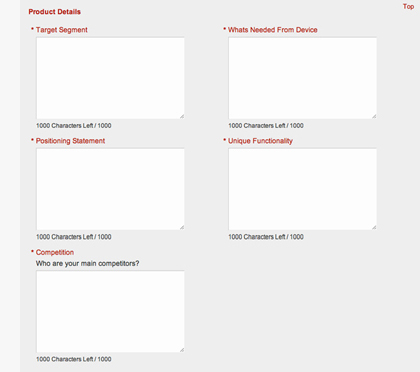 Top
Product Details
* Target Segment
* Whats Needed From Device
1000 Characters Left / 1000
1000 Characters Left / 1000
* Positioning Statement
* Unique Functionality
1000 Characters Left / 1000
1000 Characters Left / 1000
* Competition
Who are your main competitors?
1000 Characters Left / 1000